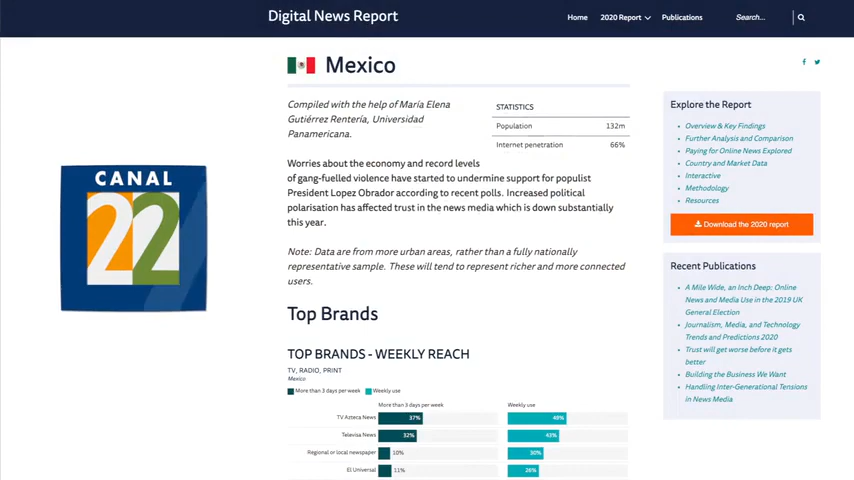 Digital News Report
Home
2020 Report
Publications
Search...
Mexico
Compiled with the help of María Elena
Gutiérrez Rentería, Universidad
Panamericana.
STATISTICS
Population 132m
Internet penetration 66%
Worries about the economy and record levels
of gang-fuelled violence have started to undermine support for populist
President Lopez Obrador according to recent polls. Increased political
polarisation has affected trust in the news media which is down substantially
this year.
Note: Data are from more urban areas, rather than a fully nationally
representative sample. These will tend to represent richer and more connected
users.
Top Brands
TOP BRANDS - WEEKLY REACH
TV, RADIO, PRINT
Mexico
More than 3 days per week Weekly use
More than 3 days per week Weekly use
TV Azteca News 37% 49%
Televisa News 32% 43%
Regional or local newspaper 10% 30%
El Universal 11% 26%
CANAL
22
Explore the Report
Overview & Key Findings
Further Analysis and Comparison
Paying for Online News Explored
Country and Market Data
Interactive
Methodology
Resources
Download the 2020 report
Recent Publications
A Mile Wide, an Inch Deep: Online
News and Media Use in the 2019 UK
General Election
Journalism, Media, and Technology
Trends and Predictions 2020
Trust will get worse before it gets
better
Building the Business We Want
Handling Inter-Generational Tensions
in News Media